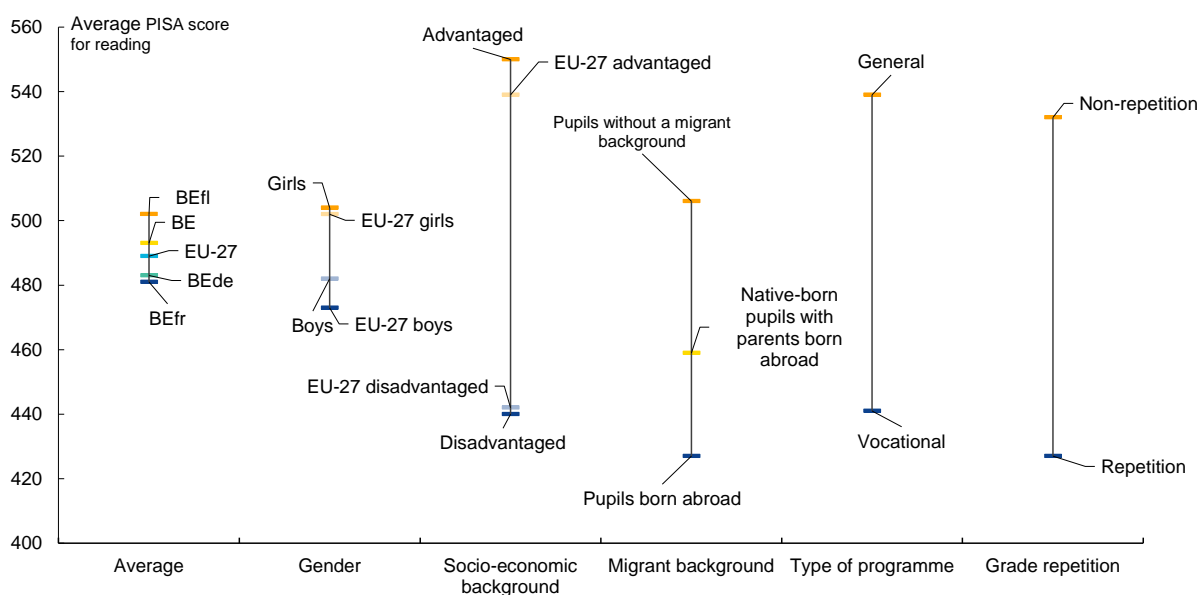 560
540
520
500
480
460
440
420
400
Average PISA score
for reading
BEfl
BE
EU-27
BEde
BEfr
Girls
EU-27 girls
Boys
EU-27 boys
Advantaged
EU-27 advantaged
EU-27 disadvantaged
Disadvantaged
Pupils without a migrant
background
Native-born
pupils with
parents born
abroad
Pupils born abroad
General
Vocational
Non-repetition
Repetition
Average
Gender
Socio-economic
background
Migrant background
Type of programme
Grade repetition